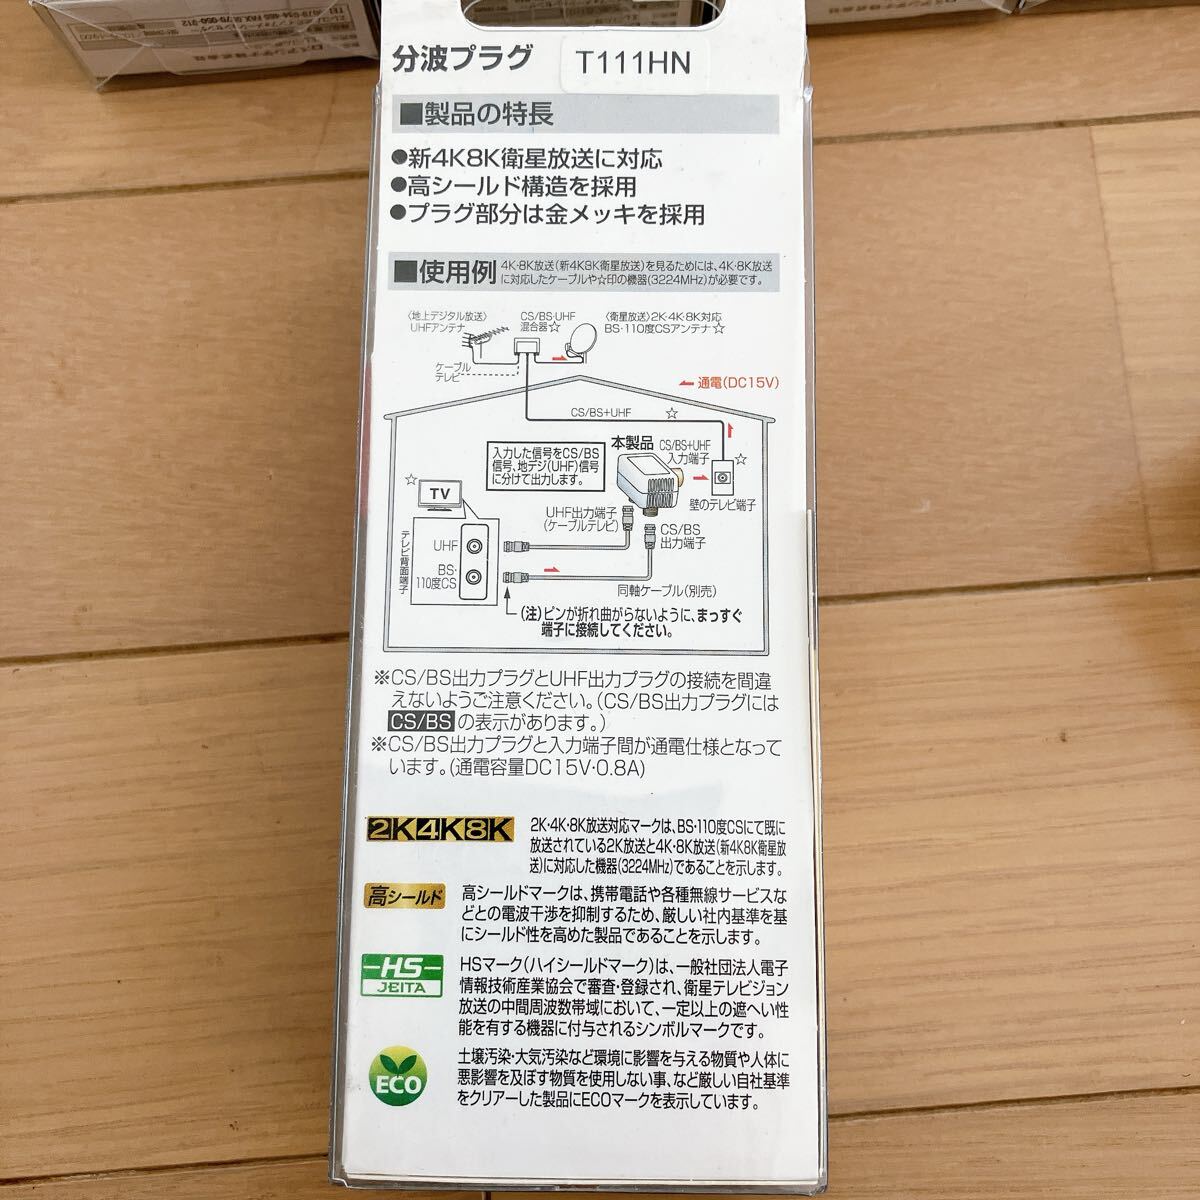 分波プラグ T111HN
■製品の特長
●新4K8K衛星放送に対応
●高シールド構造を採用
●プラグ部分は金メッキを採用
■使用例
4K・8K放送(新4K8K衛星放送)を見るためには、4K・8K放送
に対応したケーブルや☆印の機器(3224MHz)が必要です。
〈地上デジタル放送〉
UHFアンテナ
CS/BS・UHF
混合器☆
〈衛星放送〉2K・4K・8K対応
BS・110度CSアンテナ☆
ケーブル
テレビ
通電(DC15V)
CS/BS+UHF
☆
入力した信号をCS/BS
信号、地デジ(UHF)信号
に分けて出力します。
本製品
CS/BS+UHF
入力端子
☆
壁のテレビ端子
☆
TV
UHF出力端子
(ケーブルテレビ)
CS/BS
出力端子
テレビ背面端子
UHF
BS・
110度CS
同軸ケーブル(別売)
(注)ピンが折れ曲がらないように、まっすぐ
端子に接続してください。
※CS/BS出力プラグとUHF出力プラグの接続を間違
えないようご注意ください。(CS/BS出力プラグには
CS/BSの表示があります。)
※CS/BS出力プラグと入力端子間が通電仕様となって
います。(通電容量DC15V・0.8A)
2K4K8K
2K・4K・8K放送対応マークは、BS・110度CSにて既に
放送されている2K放送と4K・8K放送(新4K8K衛星放
送)に対応した機器(3224MHz)であることを示します。
高シールド
高シールドマークは、携帯電話や各種無線サービスな
どとの電波干渉を抑制するため、厳しい社内基準を基
にシールド性を高めた製品であることを示します。
HS
JEITA
HSマーク(ハイシールドマーク)は、一般社団法人電子
情報技術産業協会で審査・登録され、衛星テレビジョン
放送の中間周波数帯域において、一定以上の遮へい性
能を有する機器に付与されるシンボルマークです。
ECO
土壌汚染・大気汚染など環境に影響を与える物質や人体に
悪影響を及ぼす物質を使用しない事、など厳しい自社基準
をクリアーした製品にECOマークを表示しています。